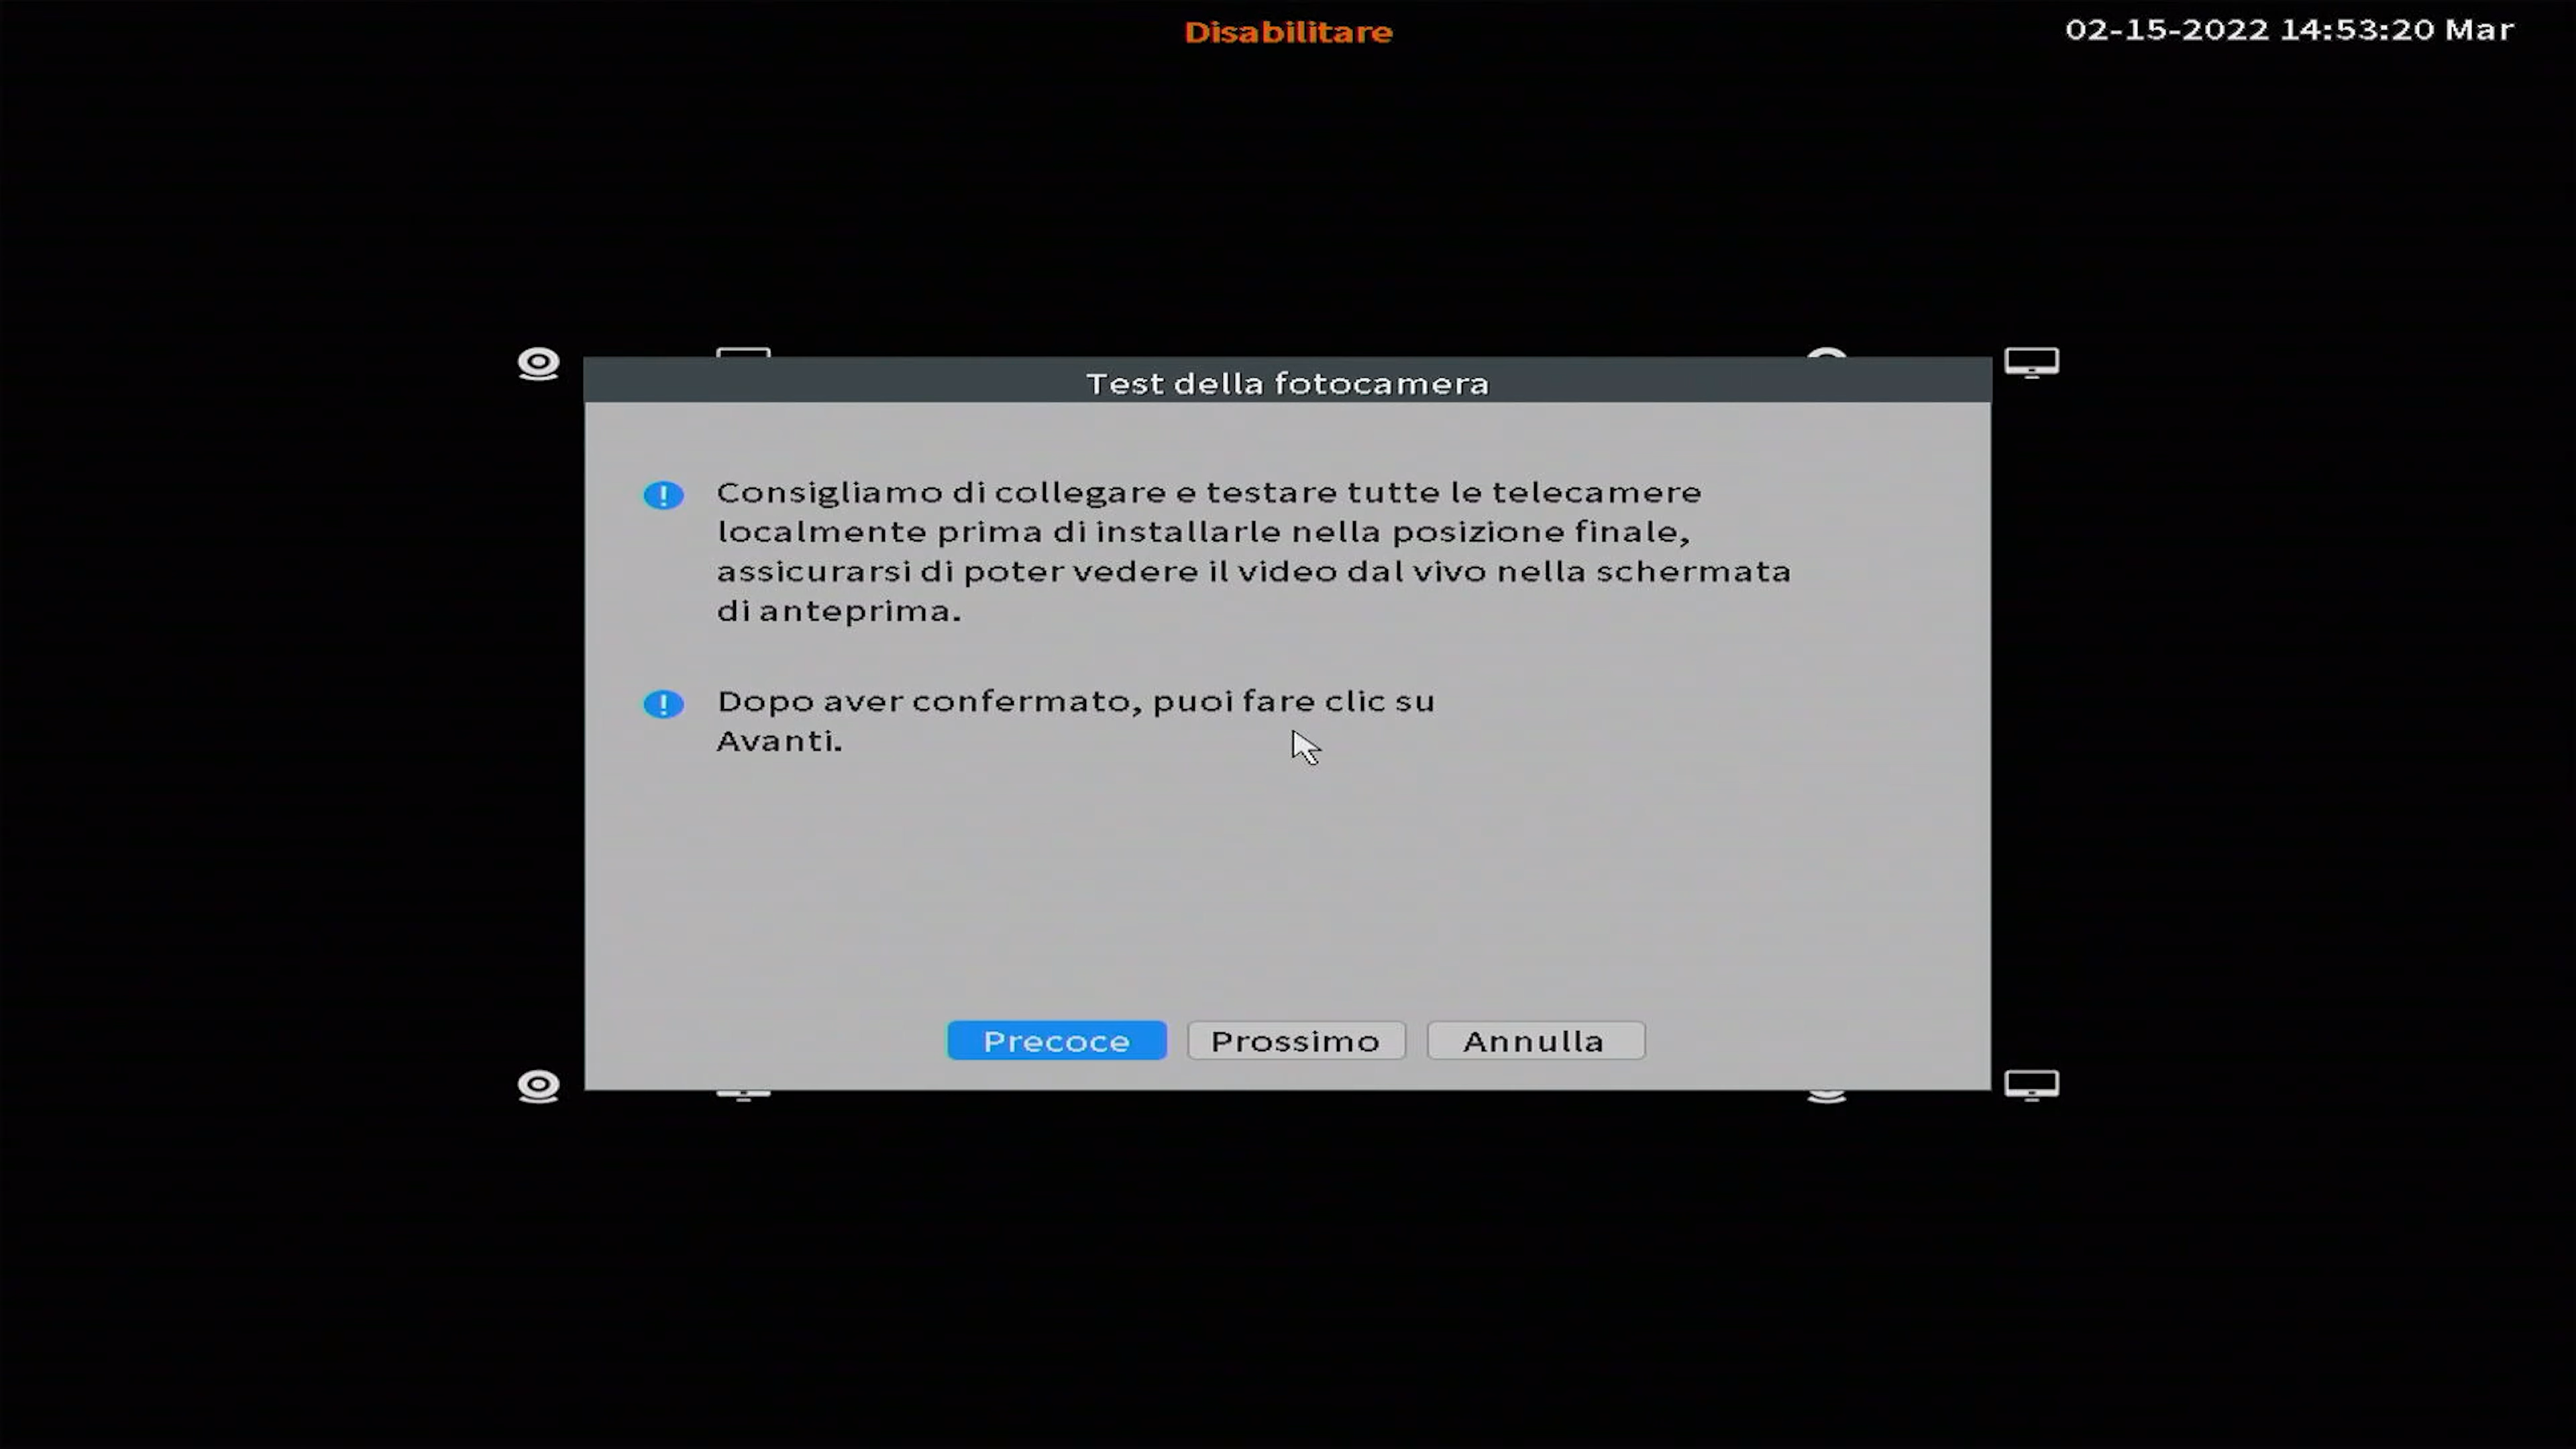 Disabilitare
02-15-2022 14:53:20 Mar
Test della fotocamera
Consigliamo di collegare e testare tutte le telecamere
localmente prima di installarle nella posizione finale,
assicurarsi di poter vedere il video dal vivo nella schermata
di anteprima.
Dopo aver confermato, puoi fare clic su
Avanti.
Precoce
Prossimo
Annulla